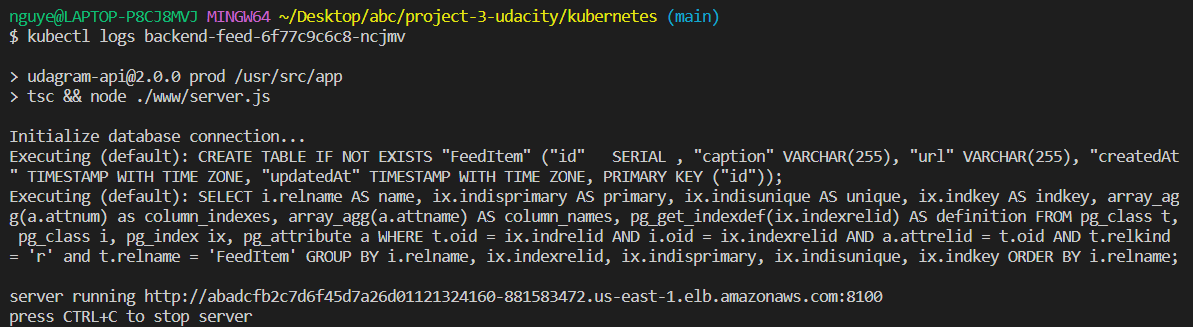 nguye@LAPTOP-P8CJ8MVJ MINGW64 ~/Desktop/abc/project-3-udacity/kubernetes (main)
$ kubectl logs backend-feed-6f77c9c6c8-ncjmv
> udagram-api@2.0.0 prod /usr/src/app
> tsc && node ./www/server.js
Initialize database connection...
Executing (default): CREATE TABLE IF NOT EXISTS "FeedItem" ("id"   SERIAL , "caption" VARCHAR(255), "url" VARCHAR(255), "createdAt
" TIMESTAMP WITH TIME ZONE, "updatedAt" TIMESTAMP WITH TIME ZONE, PRIMARY KEY ("id"));
Executing (default): SELECT i.relname AS name, ix.indisprimary AS primary, ix.indisunique AS unique, ix.indkey AS indkey, array_ag
g(a.attnum) as column_indexes, array_agg(a.attname) AS column_names, pg_get_indexdef(ix.indexrelid) AS definition FROM pg_class t,
 pg_class i, pg_index ix, pg_attribute a WHERE t.oid = ix.indrelid AND i.oid = ix.indexrelid AND a.attrelid = t.oid AND t.relkind
= 'r' and t.relname = 'FeedItem' GROUP BY i.relname, ix.indexrelid, ix.indisprimary, ix.indisunique, ix.indkey ORDER BY i.relname;
server running http://abadcfb2c7d6f45d7a26d01121324160-881583472.us-east-1.elb.amazonaws.com:8100
press CTRL+C to stop server